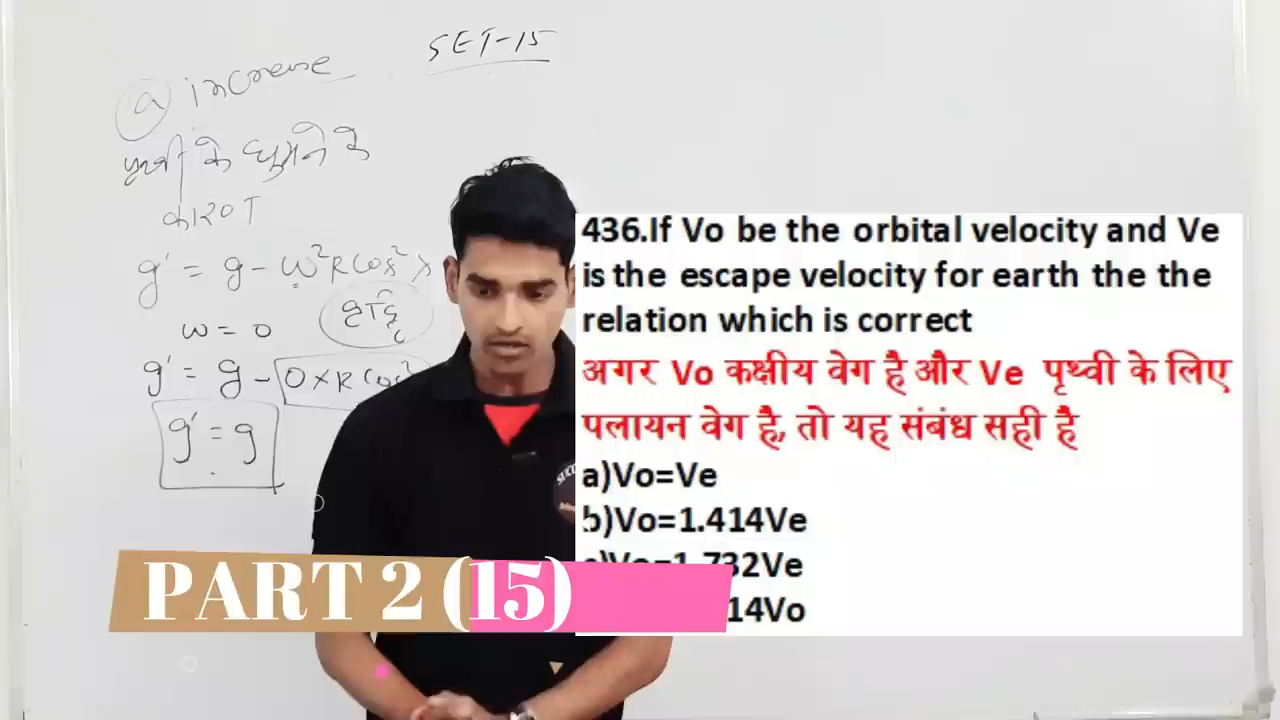 SET-15
a increase
पृथ्वी के घुमने के
कारण
g' = g - ω²R cos² λ
ω = 0
g' = g - 0×R cos²
g' = g
436.If Vo be the orbital velocity and Ve
is the escape velocity for earth the the
relation which is correct
अगर Vo कक्षीय वेग है और Ve पृथ्वी के लिए
पलायन वेग है, तो यह संबंध सही है
a)Vo=Ve
b)Vo=1.414Ve
32Ve
14Vo
PART 2 (15)